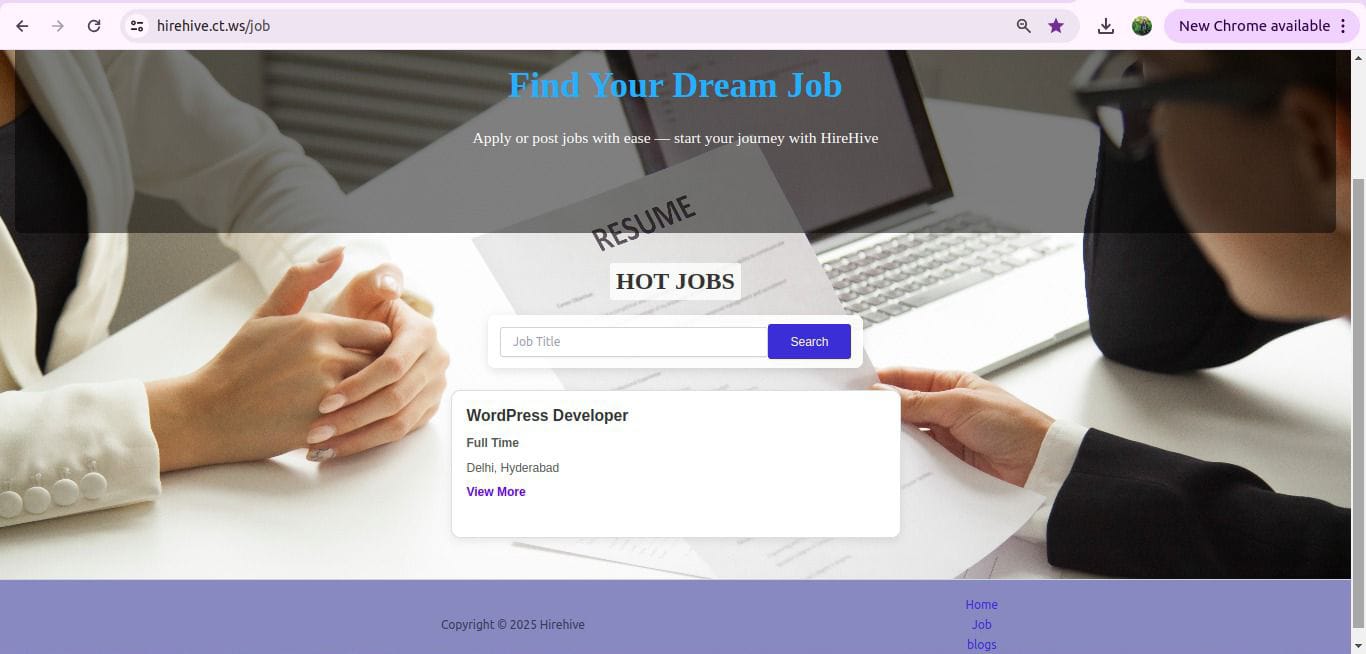 hirehive.ct.ws/job
New Chrome available
Find Your Dream Job
Apply or post jobs with ease — start your journey with HireHive
RESUME
HOT JOBS
Job Title
Search
WordPress Developer
Full Time
Delhi, Hyderabad
View More
Home
Copyright © 2025 Hirehive
Job
blogs